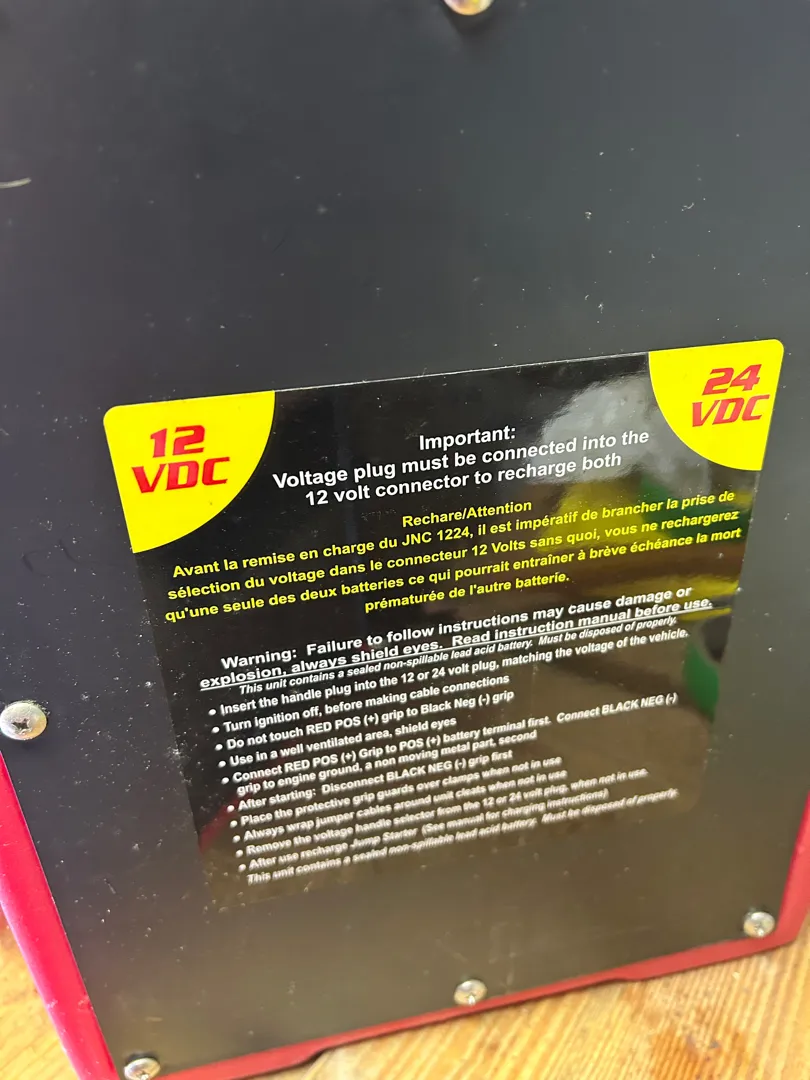 12
VDC
24
VDC
Important:
Voltage plug must be connected into the
12 volt connector to recharge both
Rechare/Attention
Avant la remise en charge du JNC 1224, il est impératif de brancher la prise de
sélection du voltage dans le connecteur 12 Volts sans quoi, vous ne rechargerez
qu'une seule des deux batteries ce qui pourrait entraîner à brève échéance la mort
prématurée de l'autre batterie.
Warning: Failure to follow instructions may cause damage or
explosion, always shield eyes. Read instruction manual before use.
This unit contains a sealed non-spillable lead acid battery. Must be disposed of properly.
• Insert the handle plug into the 12 or 24 volt plug, matching the voltage of the vehicle.
• Turn ignition off, before making cable connections
• Do not touch RED POS (+) grip to Black Neg (-) grip
• Use in a well ventilated area, shield eyes
• Connect RED POS (+) Grip to POS (+) battery terminal first. Connect BLACK NEG (-)
grip to engine ground, a non moving metal part, second
• After starting: Disconnect BLACK NEG (-) grip first
• Place the protective grip guards over clamps when not in use
• Always wrap jumper cables around unit cleats when not in use
• Remove the voltage handle selector from the 12 or 24 volt plug, when not in use.
• After use recharge Jump Starter (See manual for charging instructions)
This unit contains a sealed non-spillable lead acid battery. Must be disposed of properly.